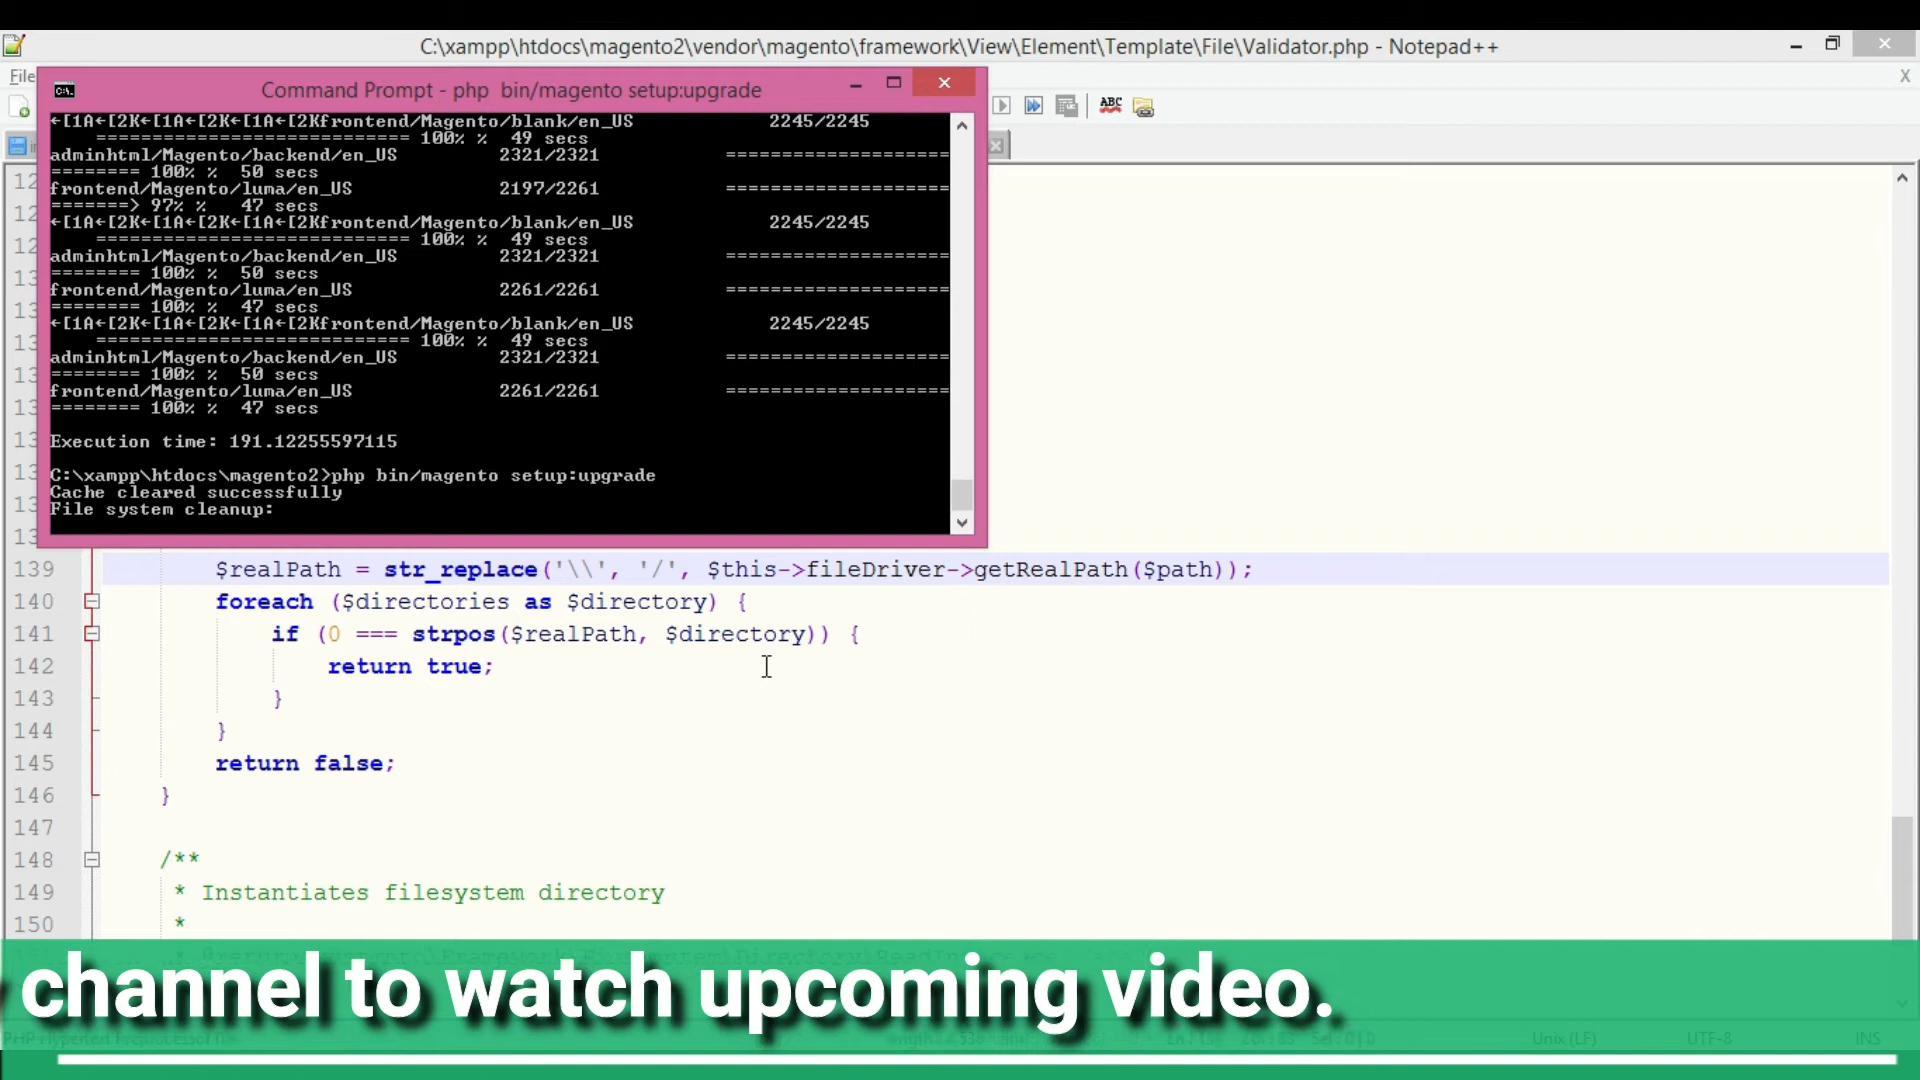 C:\xampp\htdocs\magento2\vendor\magento\framework\View\Element\Template\File\Validator.php - Notepad++
File
X
ABC
Command Prompt - php  bin/magento setup:upgrade
←[1A←[2K←[1A←[2K←[1A←[2Kfrontend/Magento/blank/en_US 2245/2245
============================ 100% %  49 secs
adminhtml/Magento/backend/en_US 2321/2321 ====================
======== 100% %  50 secs
frontend/Magento/luma/en_US 2197/2261 ====================
=======> 97% %   47 secs
←[1A←[2K←[1A←[2K←[1A←[2Kfrontend/Magento/blank/en_US 2245/2245
============================ 100% %  49 secs
adminhtml/Magento/backend/en_US 2321/2321 ====================
======== 100% %  50 secs
frontend/Magento/luma/en_US 2261/2261 ====================
======== 100% %  47 secs
←[1A←[2K←[1A←[2K←[1A←[2Kfrontend/Magento/blank/en_US 2245/2245
============================ 100% %  49 secs
adminhtml/Magento/backend/en_US 2321/2321 ====================
======== 100% %  50 secs
frontend/Magento/luma/en_US 2261/2261 ====================
======== 100% %  47 secs
Execution time: 191.12255597115
C:\xampp\htdocs\magento2>php bin/magento setup:upgrade
Cache cleared successfully
File system cleanup:
139 $realPath = str_replace('\\', '/', $this->fileDriver->getRealPath($path));
140 foreach ($directories as $directory) {
141 if (0 === strpos($realPath, $directory)) {
142 return true;
143 }
144 }
145 return false;
146 }
147
148 /**
149 * Instantiates filesystem directory
150 *
channel to watch upcoming video.
Unix (LF) UTF-8 INS